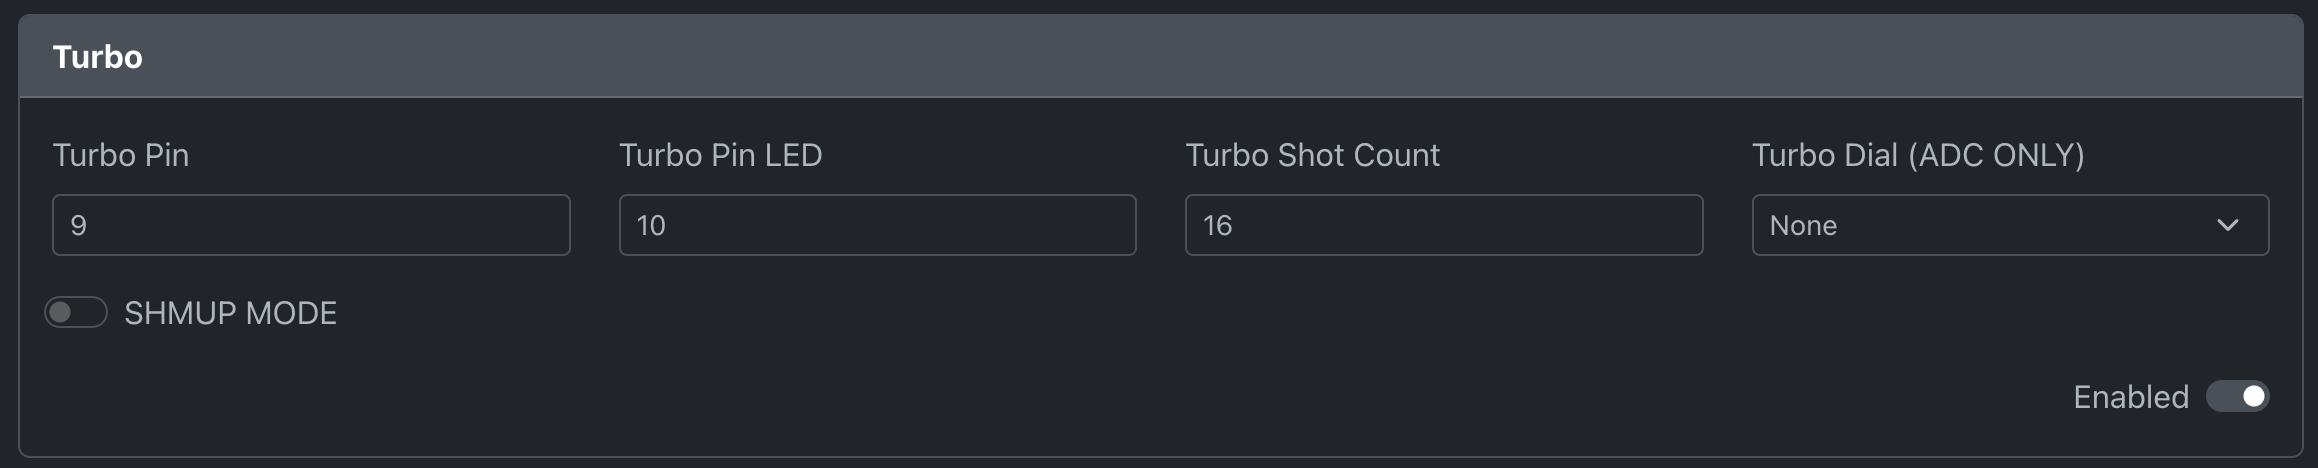 Turbo
Turbo Pin
Turbo Pin LED
Turbo Shot Count
Turbo Dial (ADC ONLY)
9
10
16
None
SHMUP MODE
Enabled